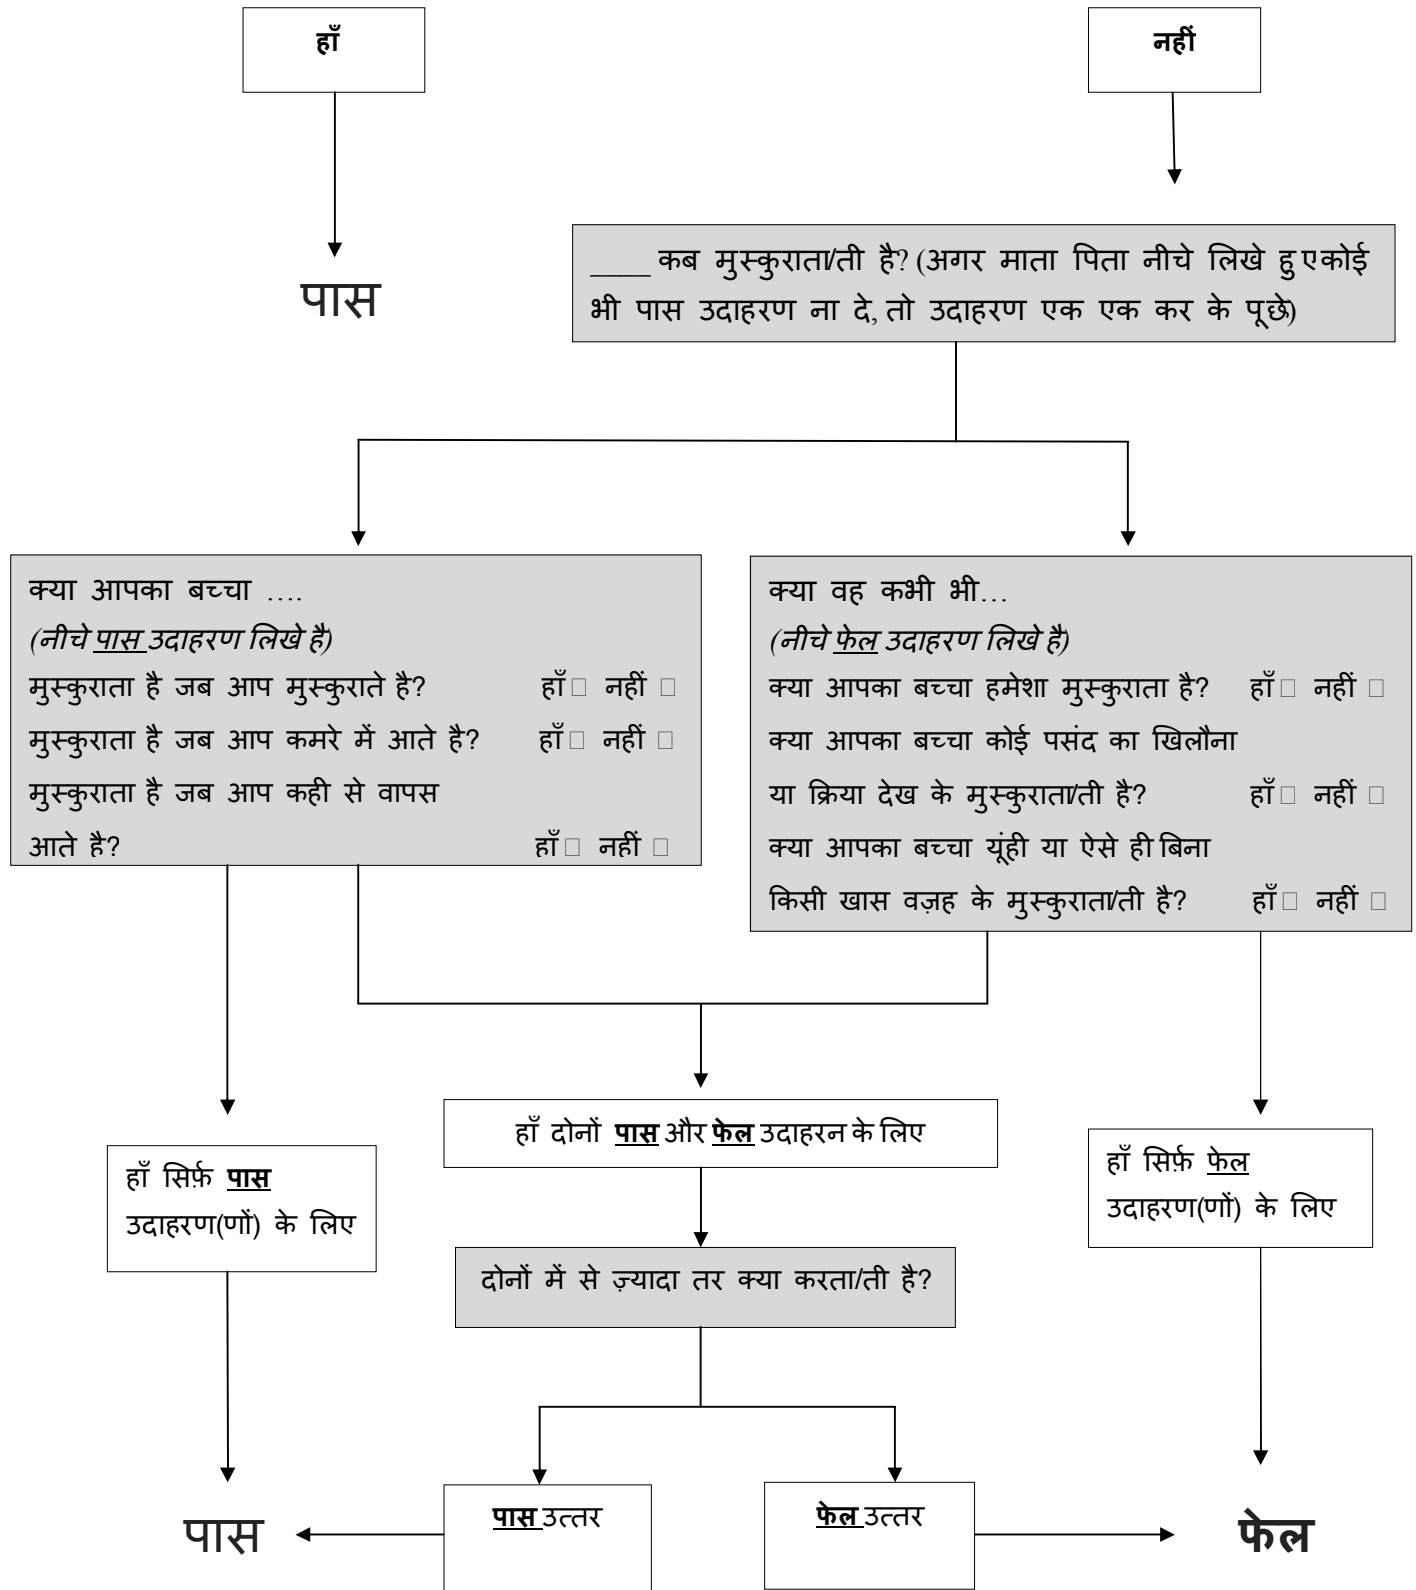 हाँ
नहीं
____ कब मुस्कुराता/ती है? (अगर माता पिता नीचे लिखे हुएकोई
भी पास उदाहरण ना दे, तो उदाहरण एक एक कर के पूछे)
पास
क्या आपका बच्चा ....
(नीचे पास उदाहरण लिखे है)
मुस्कुराता है जब आप मुस्कुराते है? हाँ □ नहीं □
मुस्कुराता है जब आप कमरे में आते है? हाँ □ नहीं □
मुस्कुराता है जब आप कही से वापस
आते है? हाँ □ नहीं □
क्या वह कभी भी...
(नीचे फेल उदाहरण लिखे है)
क्या आपका बच्चा हमेशा मुस्कुराता है? हाँ □ नहीं □
क्या आपका बच्चा कोई पसंद का खिलौना
या क्रिया देख के मुस्कुराता/ती है? हाँ □ नहीं □
क्या आपका बच्चा यूंही या ऐसे ही बिना
किसी खास वज़ह के मुस्कुराता/ती है? हाँ □ नहीं □
हाँ दोनों पास और फेल उदाहरन के लिए
हाँ सिर्फ़ पास
उदाहरण(णों) के लिए
हाँ सिर्फ़ फेल
उदाहरण(णों) के लिए
दोनों में से ज़्यादा तर क्या करता/ती है?
पास उत्तर
फेल उत्तर
पास
फेल